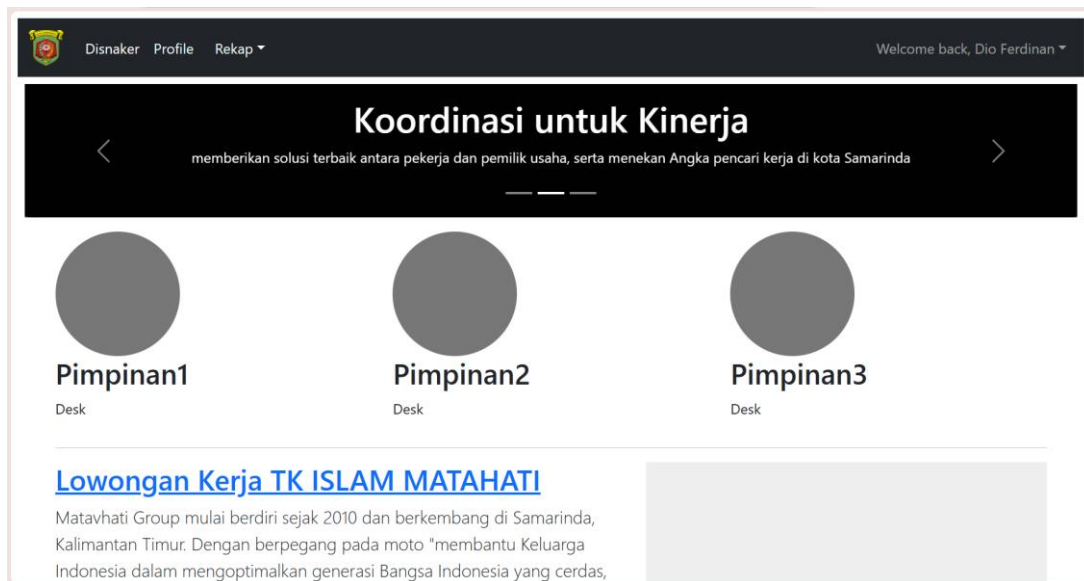 Disnaker Profile Rekap Welcome back, Dio Ferdinan
Koordinasi untuk Kinerja
memberikan solusi terbaik antara pekerja dan pemilik usaha, serta menekan Angka pencari kerja di kota Samarinda
Pimpinan1 Pimpinan2 Pimpinan3
Desk Desk Desk
Lowongan Kerja TK ISLAM MATAHATI
Matavhati Group mulai berdiri sejak 2010 dan berkembang di Samarinda,
Kalimantan Timur. Dengan berpegang pada moto "membantu Keluarga
Indonesia dalam mengoptimalkan generasi Bangsa Indonesia yang cerdas,